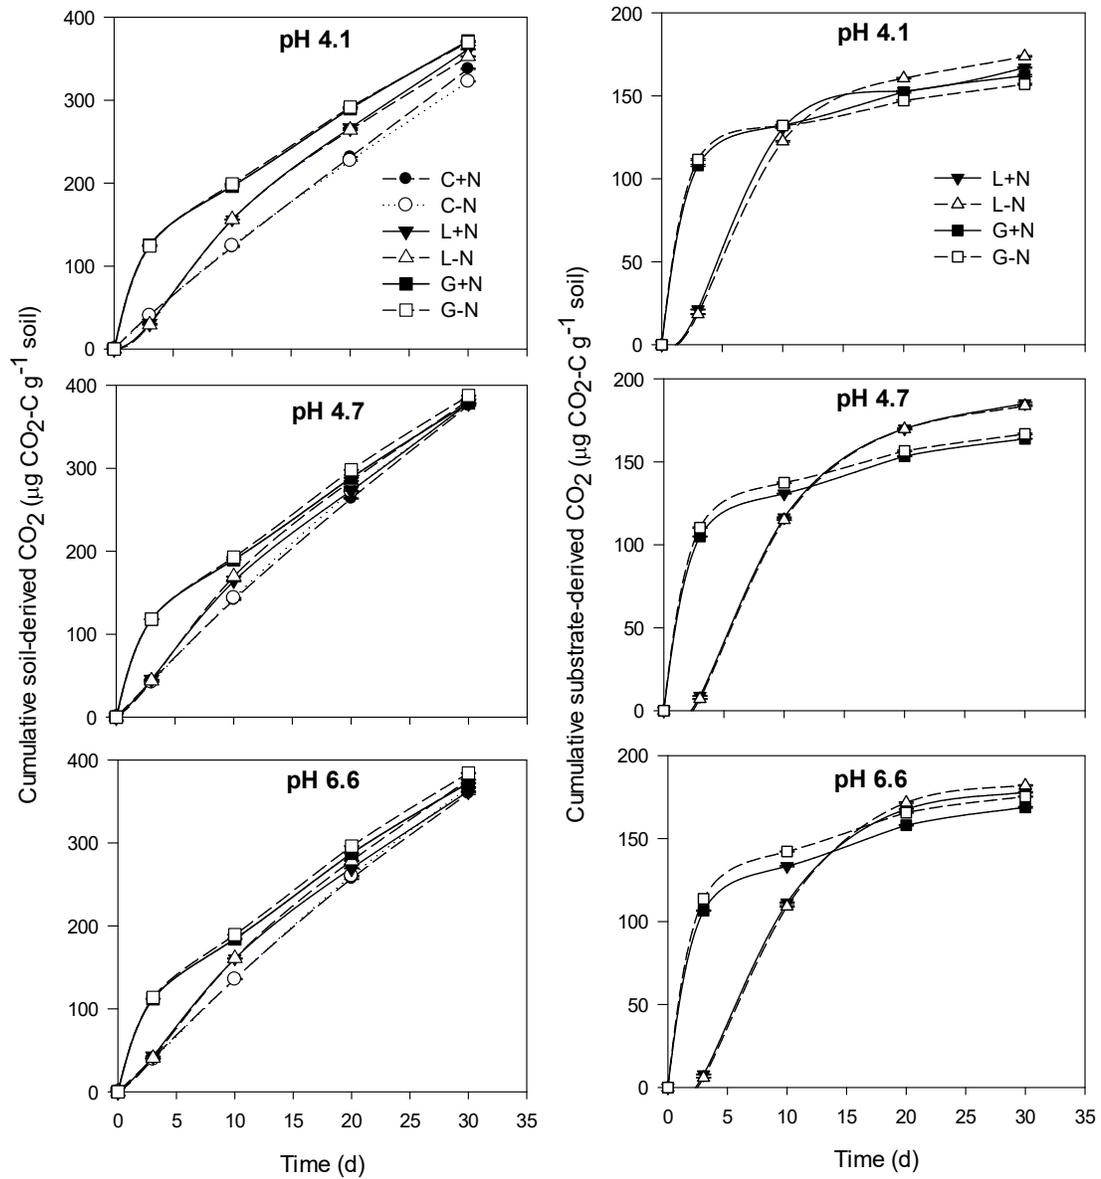 Cumulative soil-derived CO2 (µg CO2-C g-1 soil)
400
300
200
100
0
pH 4.1
C+N
C-N
L+N
L-N
G+N
G-N
400
300
200
100
0
pH 4.7
400
300
200
100
0
pH 6.6
0 5 10 15 20 25 30 35
Time (d)
Cumulative substrate-derived CO2 (µg CO2-C g-1 soil)
200
150
100
50
0
pH 4.1
L+N
L-N
G+N
G-N
200
150
100
50
0
pH 4.7
200
150
100
50
0
pH 6.6
0 5 10 15 20 25 30 35
Time (d)